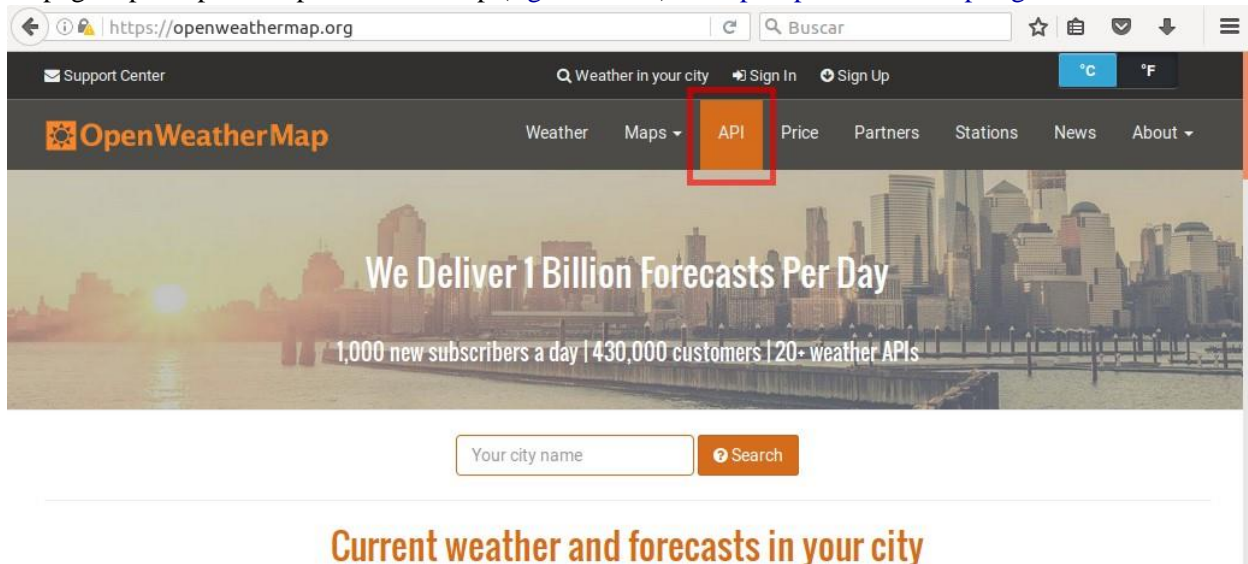 https://openweathermap.org
Buscar
Support Center
Weather in your city
Sign In
Sign Up
°C
°F
OpenWeatherMap
Weather
Maps
API
Price
Partners
Stations
News
About
We Deliver 1 Billion Forecasts Per Day
1,000 new subscribers a day | 430,000 customers | 20+ weather APIs
Your city name
Search
Current weather and forecasts in your city